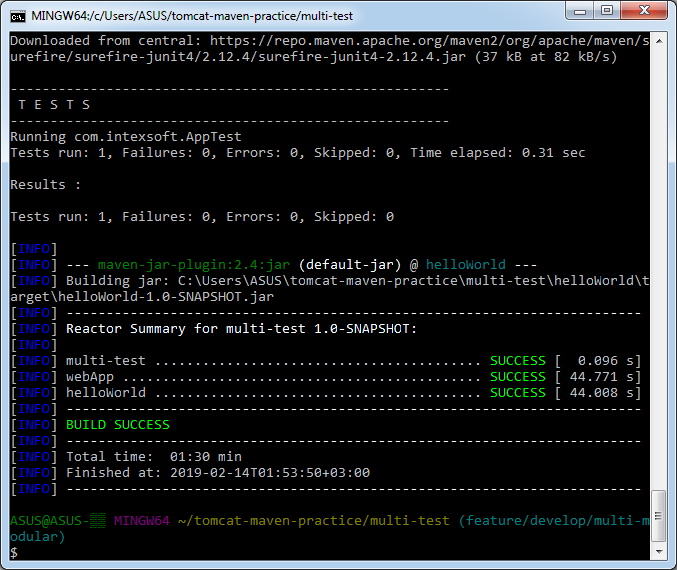 MINGW64:/c/Users/ASUS/tomcat-maven-practice/multi-test
Downloaded from central: https://repo.maven.apache.org/maven2/org/apache/maven/s
urefire/surefire-junit4/2.12.4/surefire-junit4-2.12.4.jar (37 kB at 82 kB/s)
-------------------------------------------------------
T E S T S
-------------------------------------------------------
Running com.intexsoft.AppTest
Tests run: 1, Failures: 0, Errors: 0, Skipped: 0, Time elapsed: 0.31 sec
Results :
Tests run: 1, Failures: 0, Errors: 0, Skipped: 0
[INFO]
[INFO] --- maven-jar-plugin:2.4:jar (default-jar) @ helloWorld ---
[INFO] Building jar: C:\Users\ASUS\tomcat-maven-practice\multi-test\helloWorld\t
arget\helloWorld-1.0-SNAPSHOT.jar
[INFO] ------------------------------------------------------------------------
[INFO] Reactor Summary for multi-test 1.0-SNAPSHOT:
[INFO]
[INFO] multi-test ......................................... SUCCESS [  0.096 s]
[INFO] webApp ............................................. SUCCESS [ 44.771 s]
[INFO] helloWorld ......................................... SUCCESS [ 44.008 s]
[INFO] ------------------------------------------------------------------------
[INFO] BUILD SUCCESS
[INFO] ------------------------------------------------------------------------
[INFO] Total time:  01:30 min
[INFO] Finished at: 2019-02-14T01:53:50+03:00
[INFO] ------------------------------------------------------------------------
ASUS@ASUS-▒▒ MINGW64 ~/tomcat-maven-practice/multi-test (feature/develop/multi-m
odular)
$